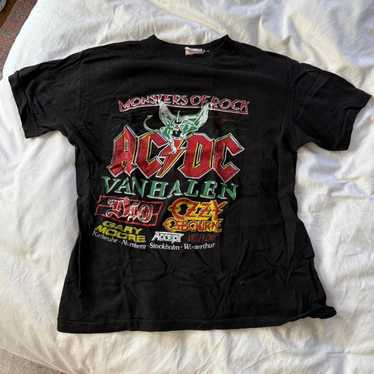 MONSTERS OF ROCK
AC/DC
VAN HALEN
DIO
OZZY OSBOURNE
GARY MOORE
ACCEPT
Karlsruhe · Nürnberg · Stockholm · Winterthur